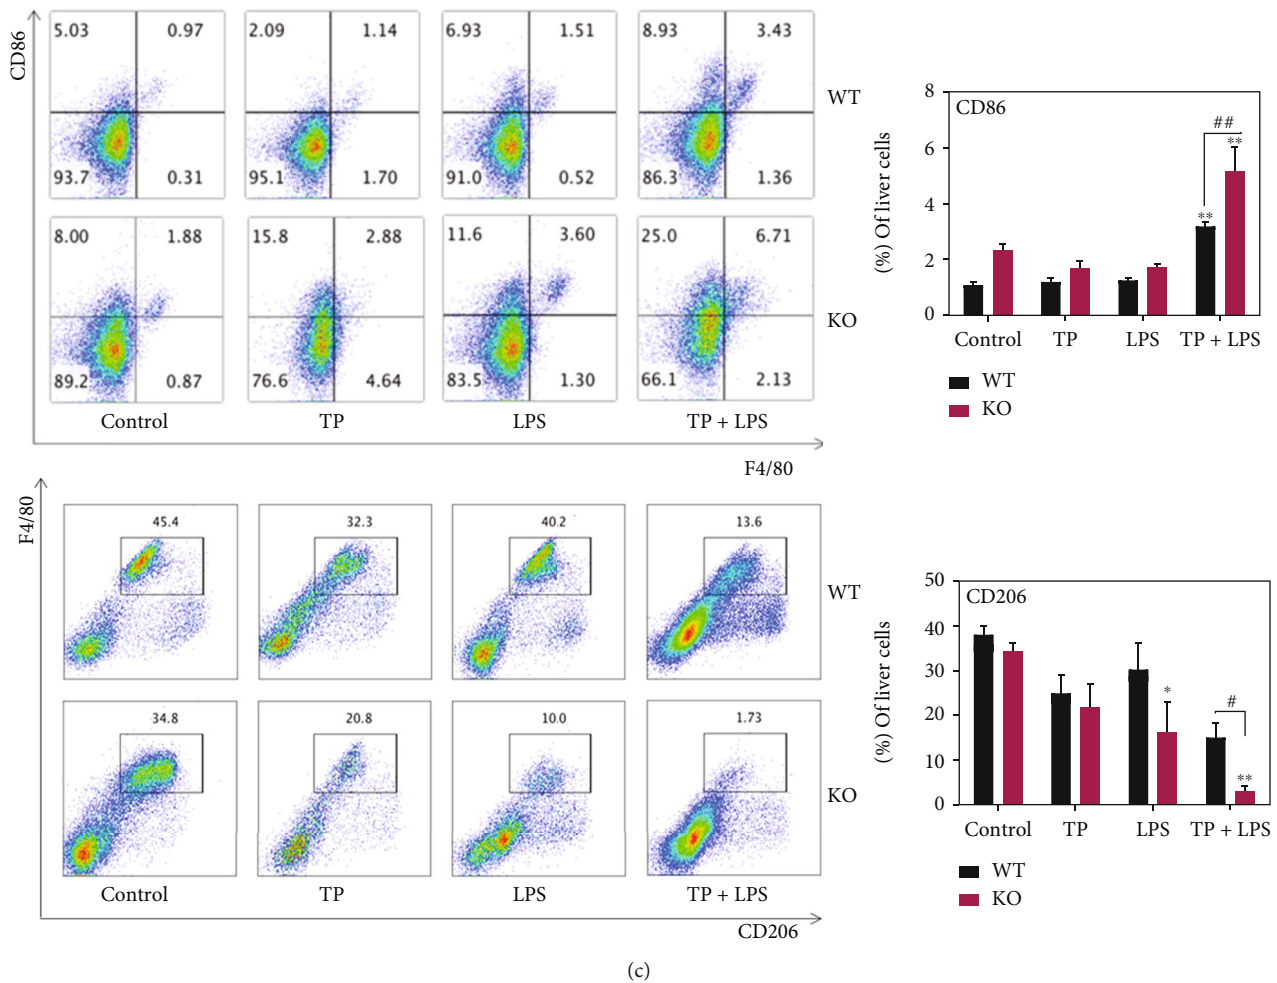 CD86
5.03 0.97 2.09 1.14 6.93 1.51 8.93 3.43
WT
93.7 0.31 95.1 1.70 91.0 0.52 86.3 1.36
8.00 1.88 15.8 2.88 11.6 3.60 25.0 6.71
KO
89.2 0.87 76.6 4.64 83.5 1.30 66.1 2.13
Control TP LPS TP + LPS
F4/80
CD86
(%) Of liver cells
8
6
4
2
0
##
**
**
Control TP LPS TP + LPS
WT
KO
F4/80
45.4 32.3 40.2 13.6
WT
34.8 20.8 10.0 1.73
KO
Control TP LPS TP + LPS
CD206
CD206
(%) Of liver cells
50
40
30
20
10
0
*
#
**
Control TP LPS TP + LPS
WT
KO
(c)